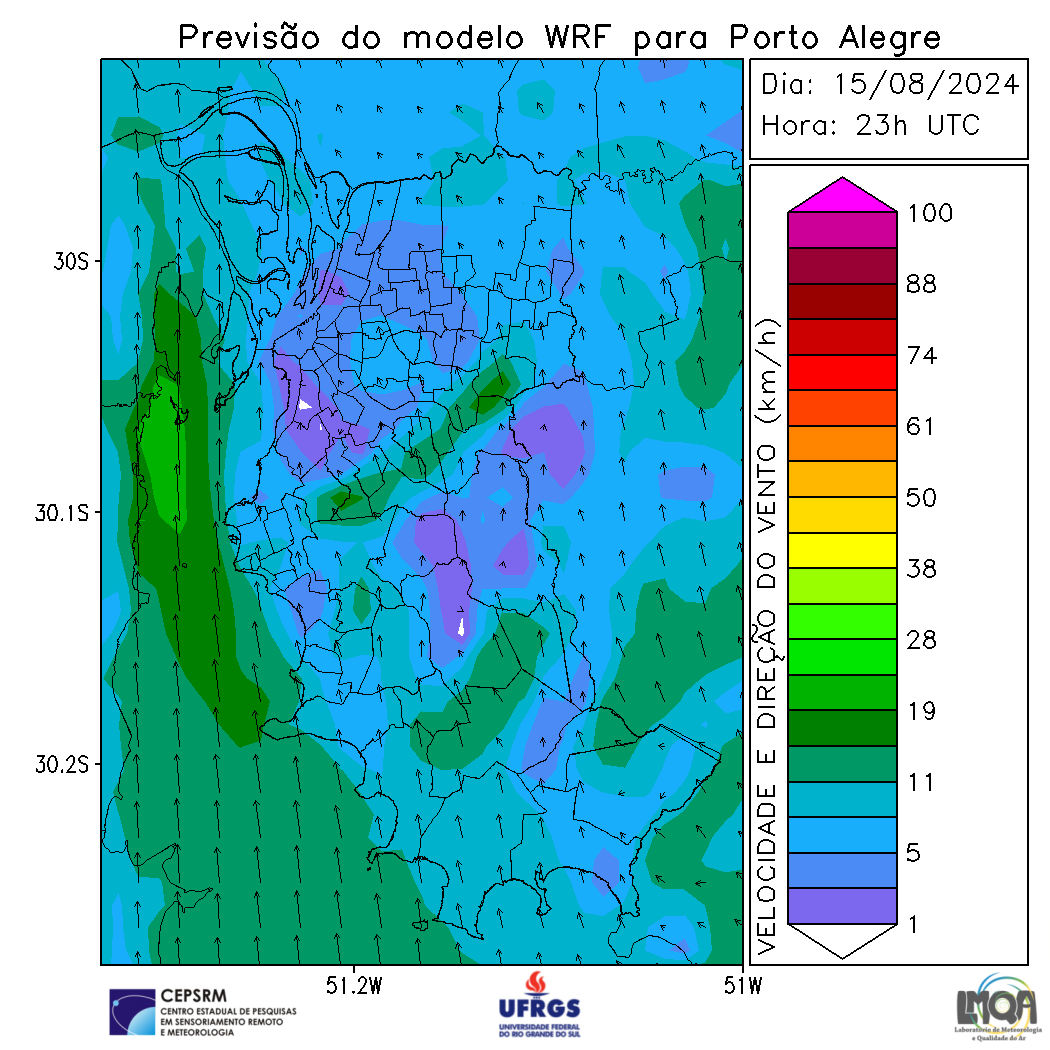 Previsão do modelo WRF para Porto Alegre
Dia: 15/08/2024
Hora: 23h UTC
30S
30.1S
30.2S
51.2W
51W
VELOCIDADE E DIREÇÃO DO VENTO (km/h)
100
88
74
61
50
38
28
19
11
5
1
CEPSRM
CENTRO ESTADUAL DE PESQUISAS
EM SENSORIAMENTO REMOTO
E METEOROLOGIA
UFRGS
UNIVERSIDADE FEDERAL
DO RIO GRANDE DO SUL
LMQA
Laboratório de Meteorologia
e Qualidade do Ar